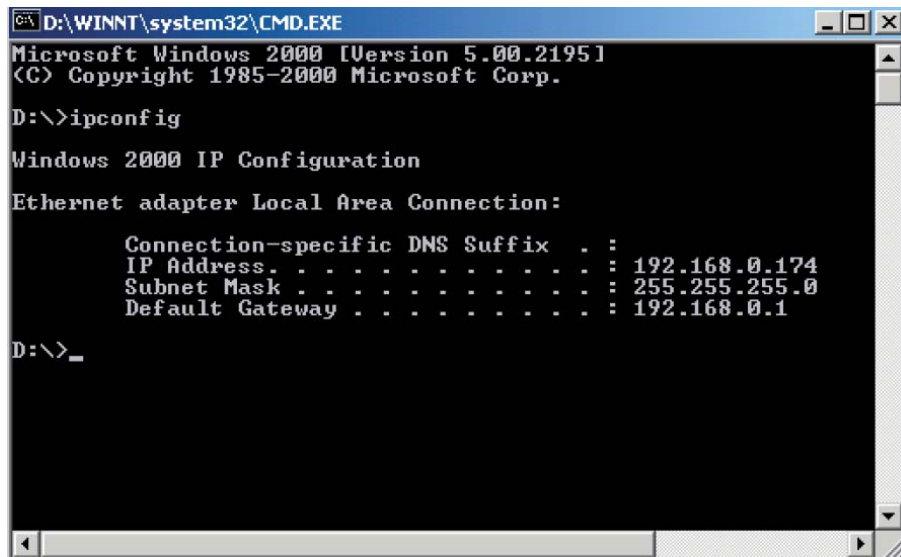 D:\WINNT\system32\CMD.EXE
Microsoft Windows 2000 [Version 5.00.2195]
(C) Copyright 1985-2000 Microsoft Corp.
D:\>ipconfig
Windows 2000 IP Configuration
Ethernet adapter Local Area Connection:
Connection-specific DNS Suffix . :
IP Address. . . . . . . . . . . . : 192.168.0.174
Subnet Mask . . . . . . . . . . . : 255.255.255.0
Default Gateway . . . . . . . . . : 192.168.0.1
D:\>_